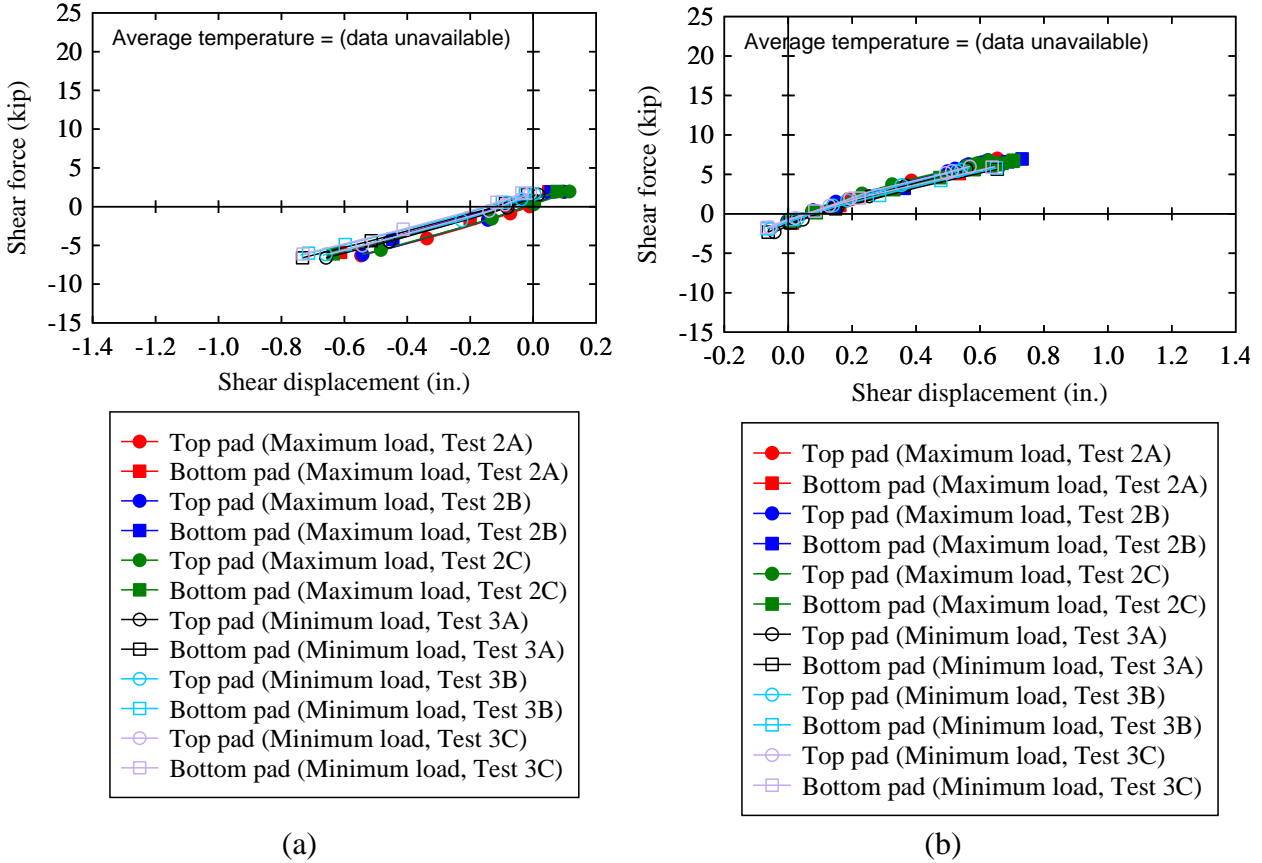 25
20
15
10
5
0
-5
-10
-15
Shear force (kip)
Average temperature = (data unavailable)
-1.4 -1.2 -1.0 -0.8 -0.6 -0.4 -0.2 0.0 0.2
Shear displacement (in.)
Top pad (Maximum load, Test 2A)
Bottom pad (Maximum load, Test 2A)
Top pad (Maximum load, Test 2B)
Bottom pad (Maximum load, Test 2B)
Top pad (Maximum load, Test 2C)
Bottom pad (Maximum load, Test 2C)
Top pad (Minimum load, Test 3A)
Bottom pad (Minimum load, Test 3A)
Top pad (Minimum load, Test 3B)
Bottom pad (Minimum load, Test 3B)
Top pad (Minimum load, Test 3C)
Bottom pad (Minimum load, Test 3C)
(a)
25
20
15
10
5
0
-5
-10
-15
Shear force (kip)
Average temperature = (data unavailable)
-0.2 0.0 0.2 0.4 0.6 0.8 1.0 1.2 1.4
Shear displacement (in.)
Top pad (Maximum load, Test 2A)
Bottom pad (Maximum load, Test 2A)
Top pad (Maximum load, Test 2B)
Bottom pad (Maximum load, Test 2B)
Top pad (Maximum load, Test 2C)
Bottom pad (Maximum load, Test 2C)
Top pad (Minimum load, Test 3A)
Bottom pad (Minimum load, Test 3A)
Top pad (Minimum load, Test 3B)
Bottom pad (Minimum load, Test 3B)
Top pad (Minimum load, Test 3C)
Bottom pad (Minimum load, Test 3C)
(b)